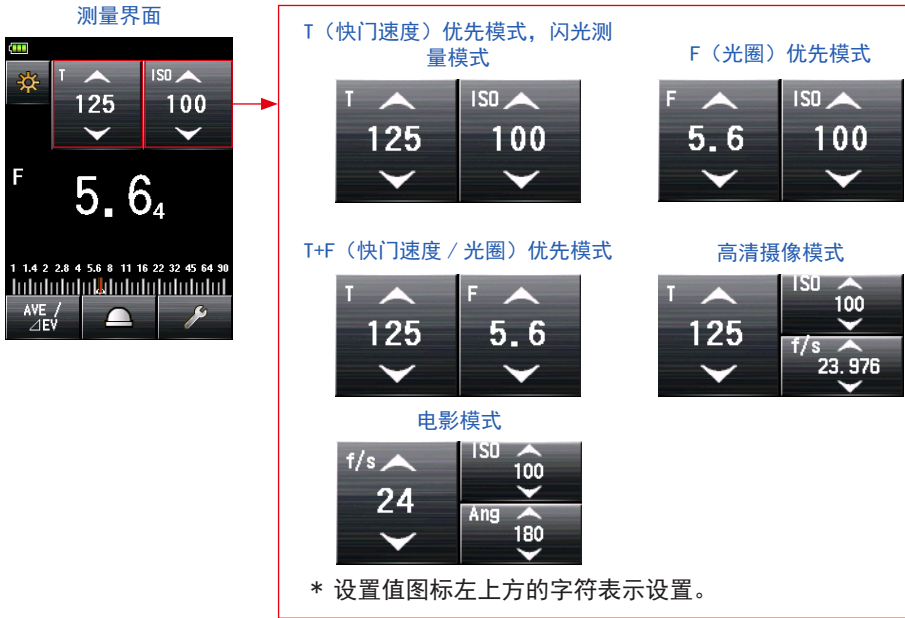 测量界面
T
125
ISO
100
F
5.6₄
1 1.4 2 2.8 4 5.6 8 11 16 22 32 45 64 90
AVE /
⊿EV
T（快门速度）优先模式，闪光测
量模式
T
125
ISO
100
F（光圈）优先模式
F
5.6
ISO
100
T+F（快门速度 / 光圈）优先模式
T
125
F
5.6
高清摄像模式
T
125
ISO
100
f/s
23.976
电影模式
f/s
24
ISO
100
Ang
180
* 设置值图标左上方的字符表示设置。